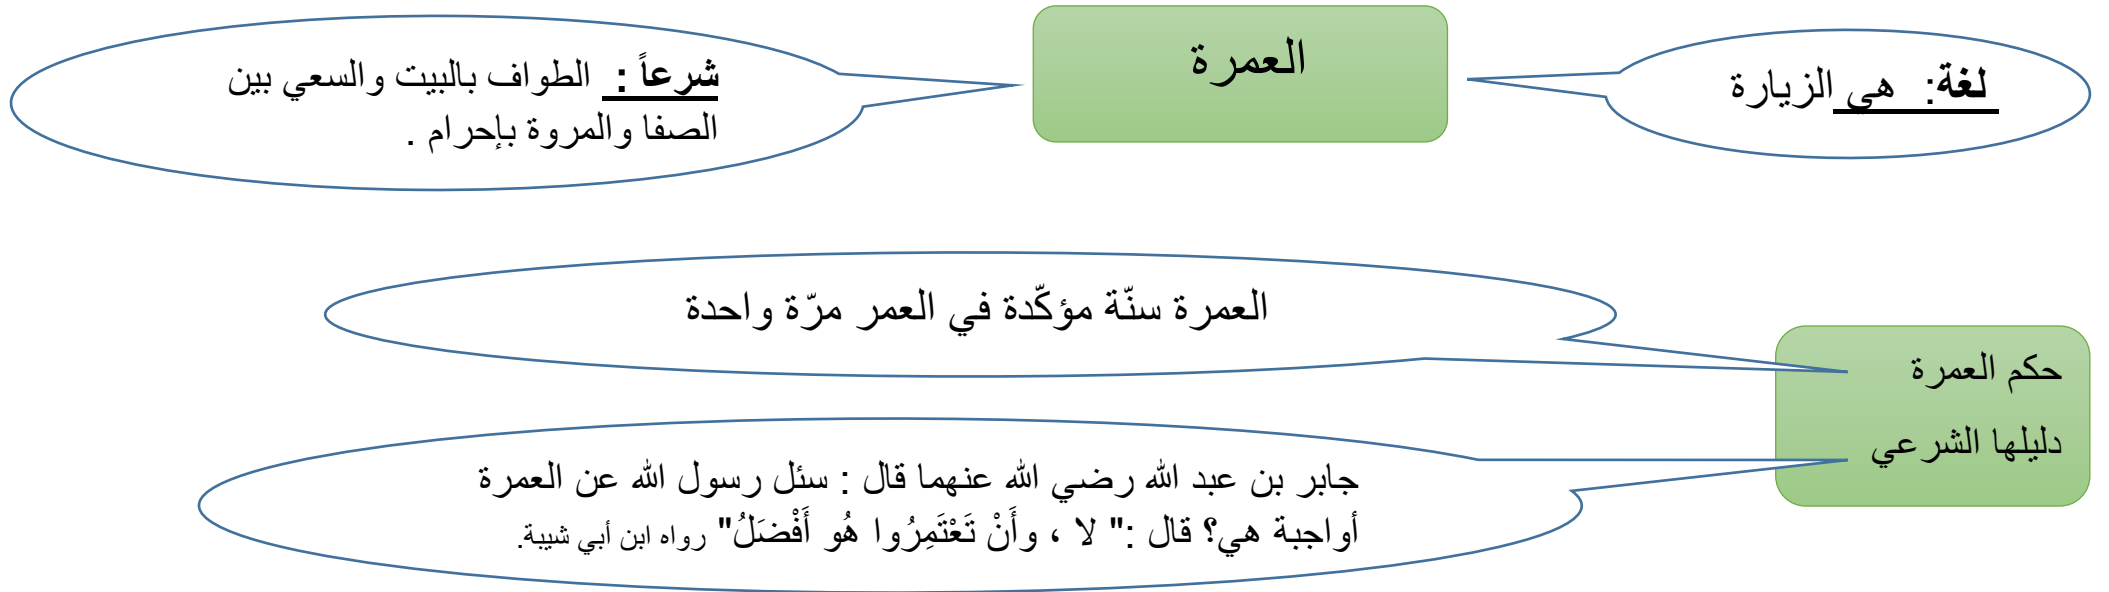 العمرة
لغة: هي الزيارة
شرعاً : الطواف بالبيت والسعي بين
الصفا والمروة بإحرام .
العمرة سنّة مؤكّدة في العمر مرّة واحدة
حكم العمرة
دليلها الشرعي
جابر بن عبد الله رضي الله عنهما قال : سئل رسول الله عن العمرة
أواجبة هي؟ قال :" لا ، وأَنْ تَعْتَمِرُوا هُو أَفْضَلُ" رواه ابن أبي شيبة.